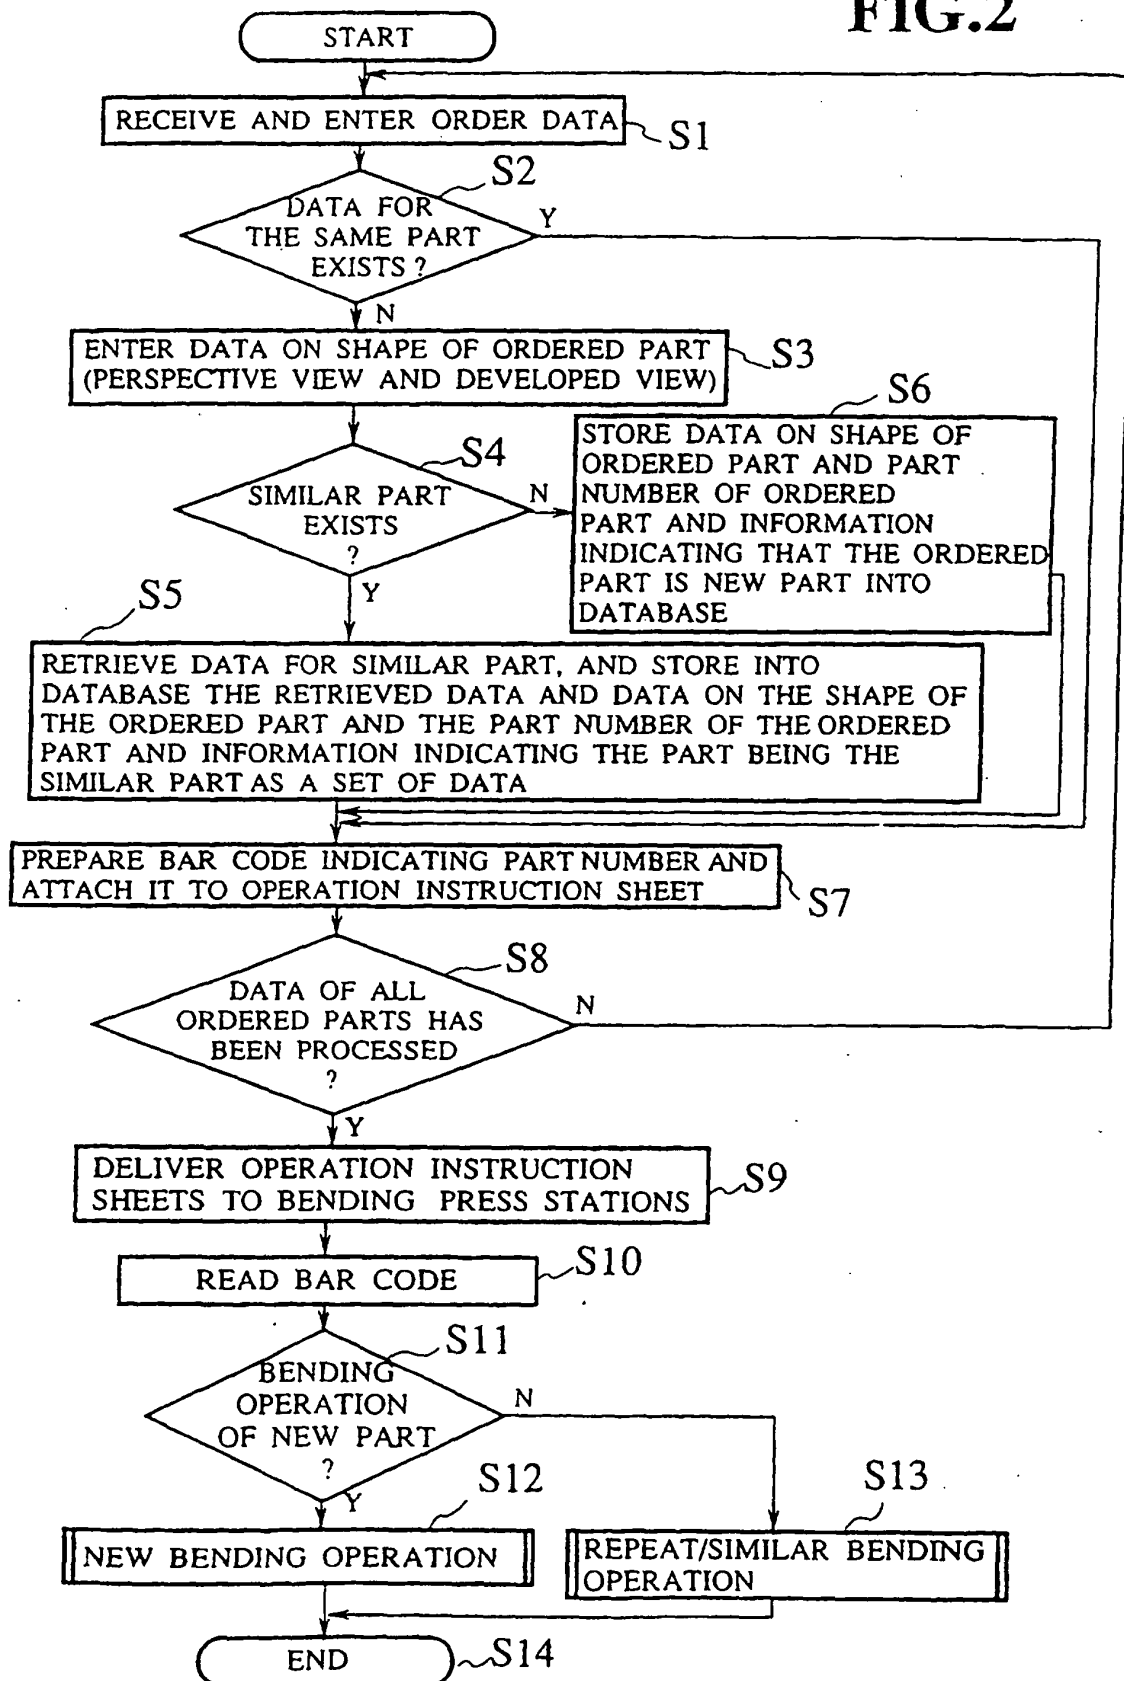 FIG.2
START
RECEIVE AND ENTER ORDER DATA
S1
S2
DATA FOR
THE SAME PART
EXISTS?
Y
N
ENTER DATA ON SHAPE OF ORDERED PART
(PERSPECTIVE VIEW AND DEVELOPED VIEW)
S3
S4
SIMILAR PART
EXISTS
?
N
Y
S6
STORE DATA ON SHAPE OF
ORDERED PART AND PART
NUMBER OF ORDERED
PART AND INFORMATION
INDICATING THAT THE ORDERED
PART IS NEW PART INTO
DATABASE
S5
RETRIEVE DATA FOR SIMILAR PART, AND STORE INTO
DATABASE THE RETRIEVED DATA AND DATA ON THE SHAPE OF
THE ORDERED PART AND THE PART NUMBER OF THE ORDERED
PART AND INFORMATION INDICATING THE PART BEING THE
SIMILAR PART AS A SET OF DATA
PREPARE BAR CODE INDICATING PART NUMBER AND
ATTACH IT TO OPERATION INSTRUCTION SHEET
S7
S8
DATA OF ALL
ORDERED PARTS HAS
BEEN PROCESSED
?
N
Y
DELIVER OPERATION INSTRUCTION
SHEETS TO BENDING PRESS STATIONS
S9
READ BAR CODE
S10
S11
BENDING
OPERATION
OF NEW PART
?
N
Y
S12
NEW BENDING OPERATION
S13
REPEAT/SIMILAR BENDING
OPERATION
END
S14